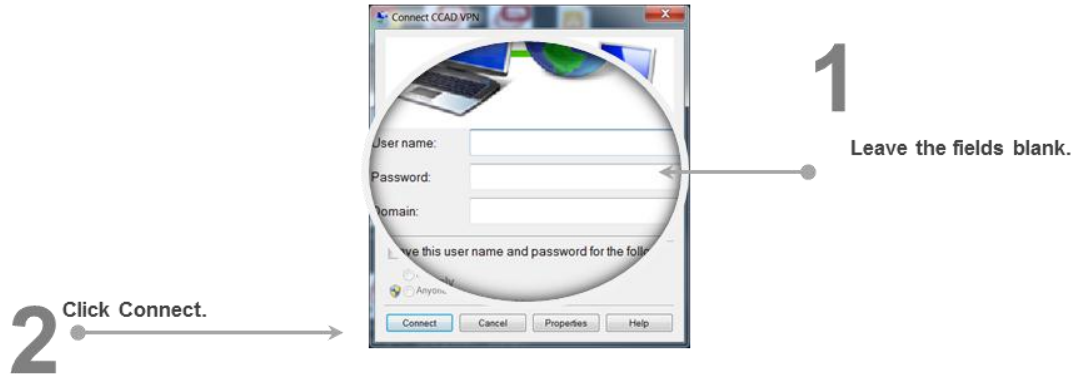 Connect CCAD VPN
1
Leave the fields blank.
User name:
Password:
Domain:
this user name and password for the
Anyone
2
Click Connect.
Connect Cancel Properties Help